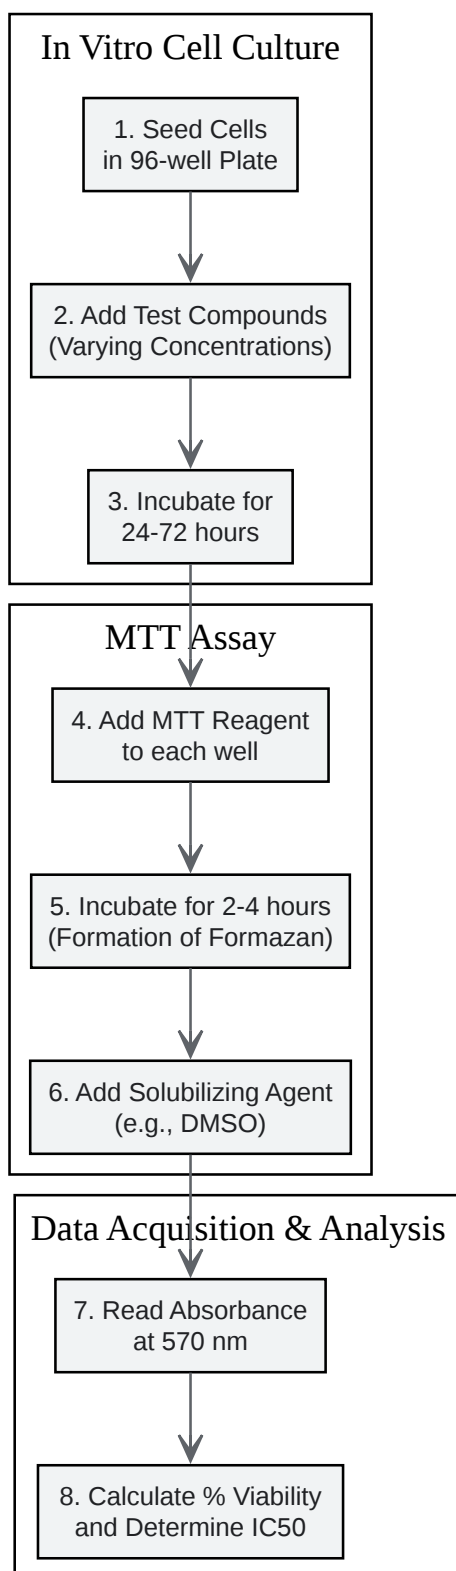 In Vitro Cell Culture
1. Seed Cells
in 96-well Plate
2. Add Test Compounds
(Varying Concentrations)
3. Incubate for
24-72 hours
MTT Assay
4. Add MTT Reagent
to each well
5. Incubate for 2-4 hours
(Formation of Formazan)
6. Add Solubilizing Agent
(e.g., DMSO)
Data Acquisition & Analysis
7. Read Absorbance
at 570 nm
8. Calculate % Viability
and Determine IC50